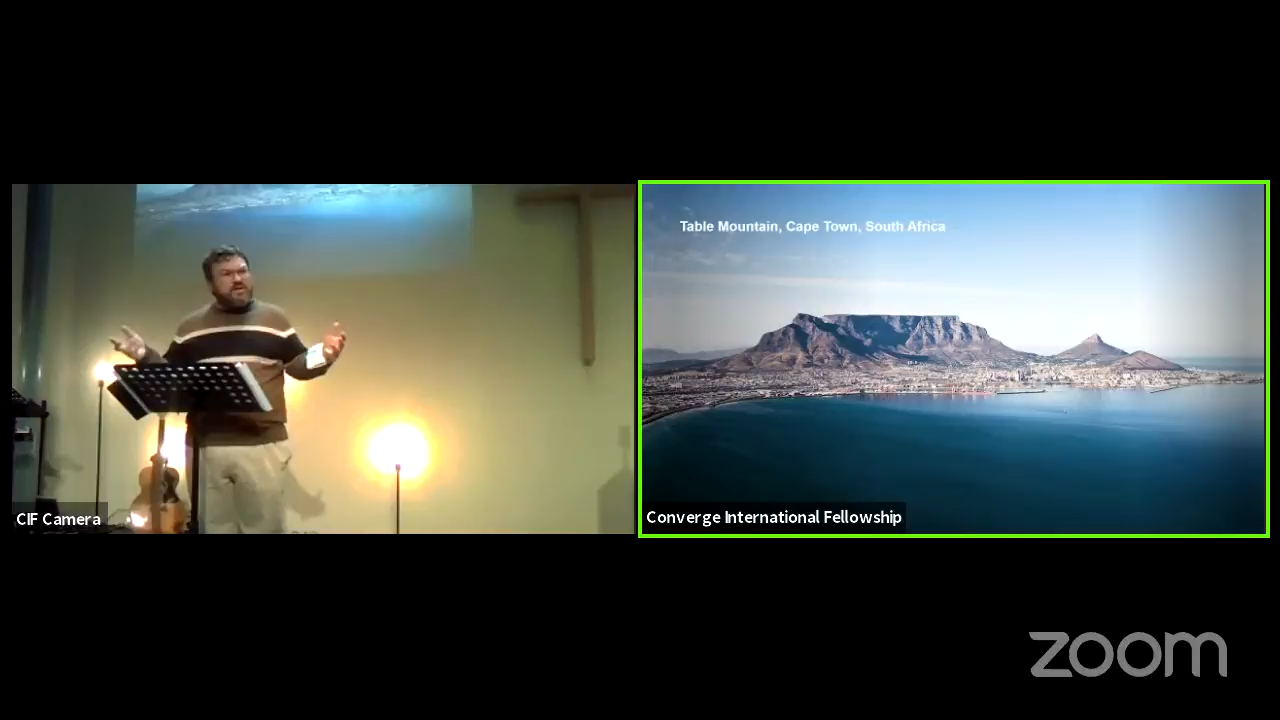 Table Mountain, Cape Town, South Africa
CIF Camera
Converge International Fellowship
zoom